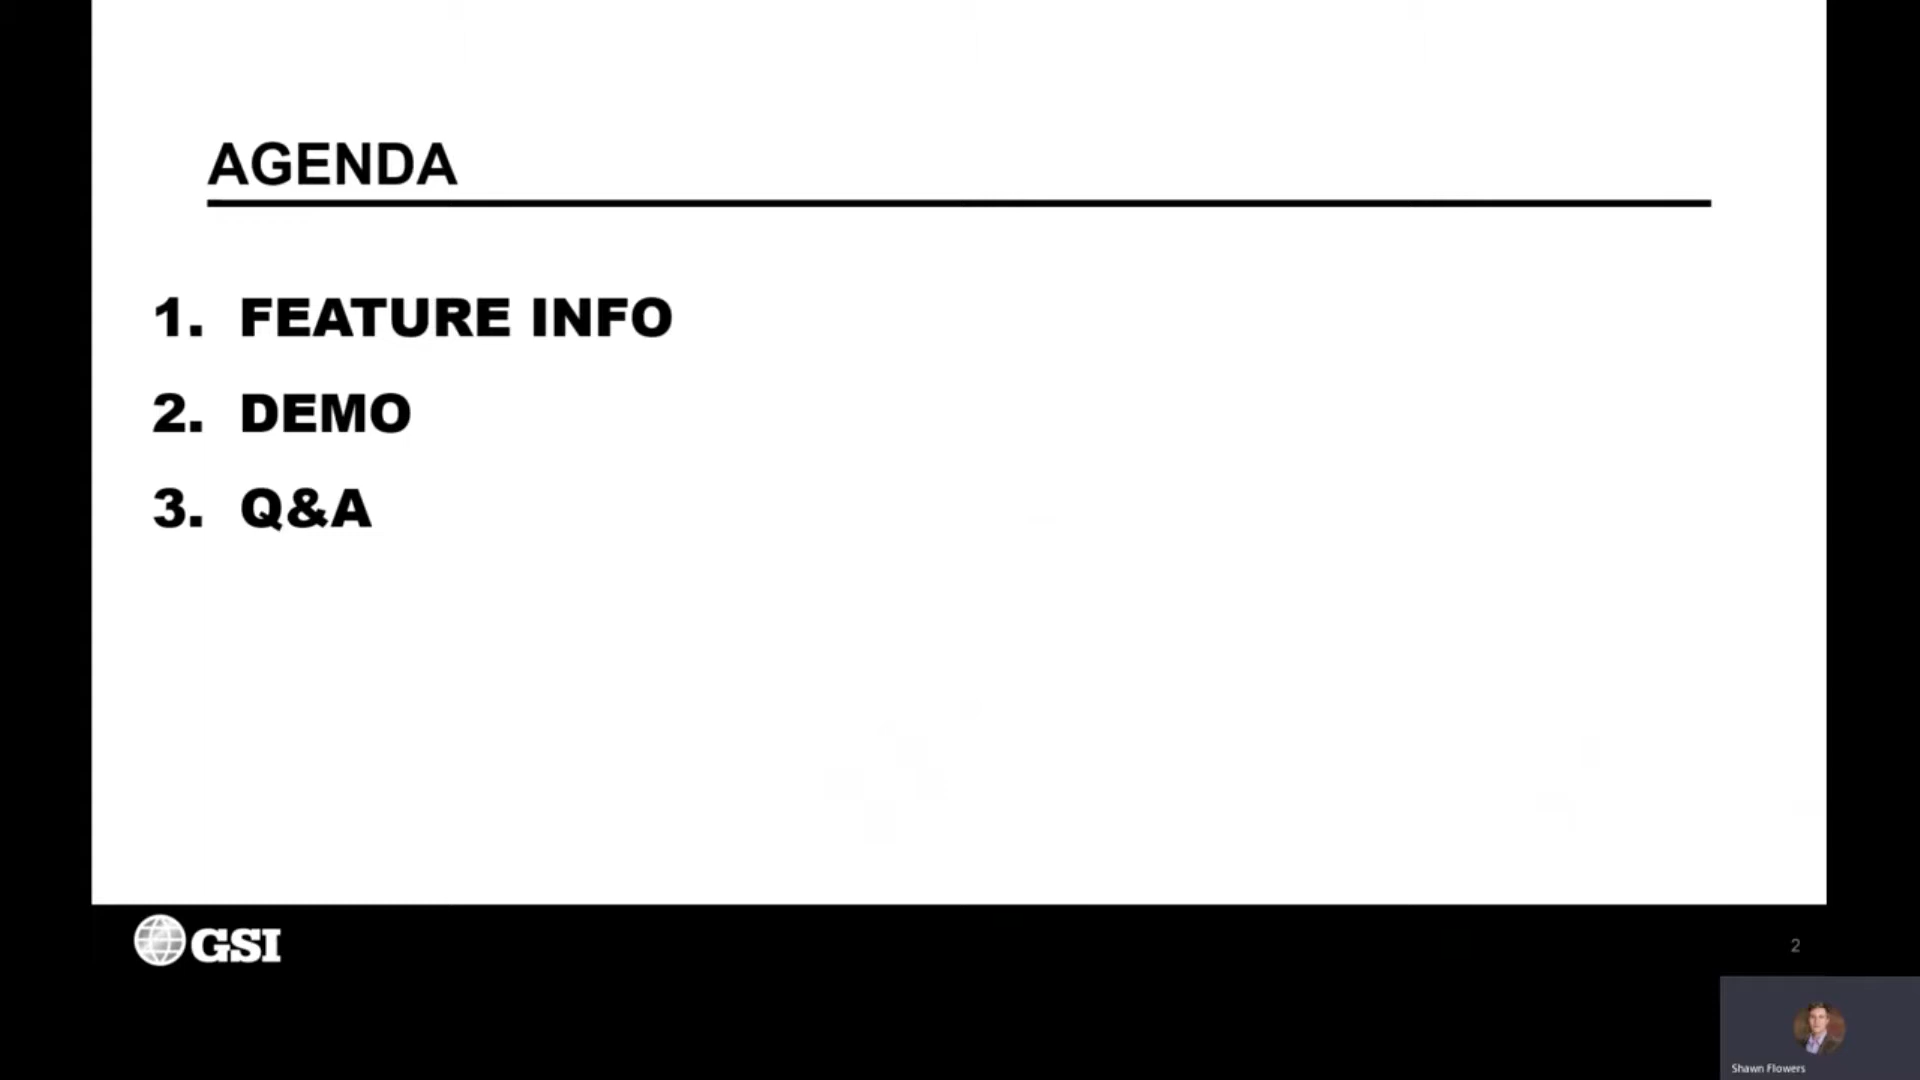 AGENDA
1. FEATURE INFO
2. DEMO
3. Q&A
GSI
2
Shawn Flowers